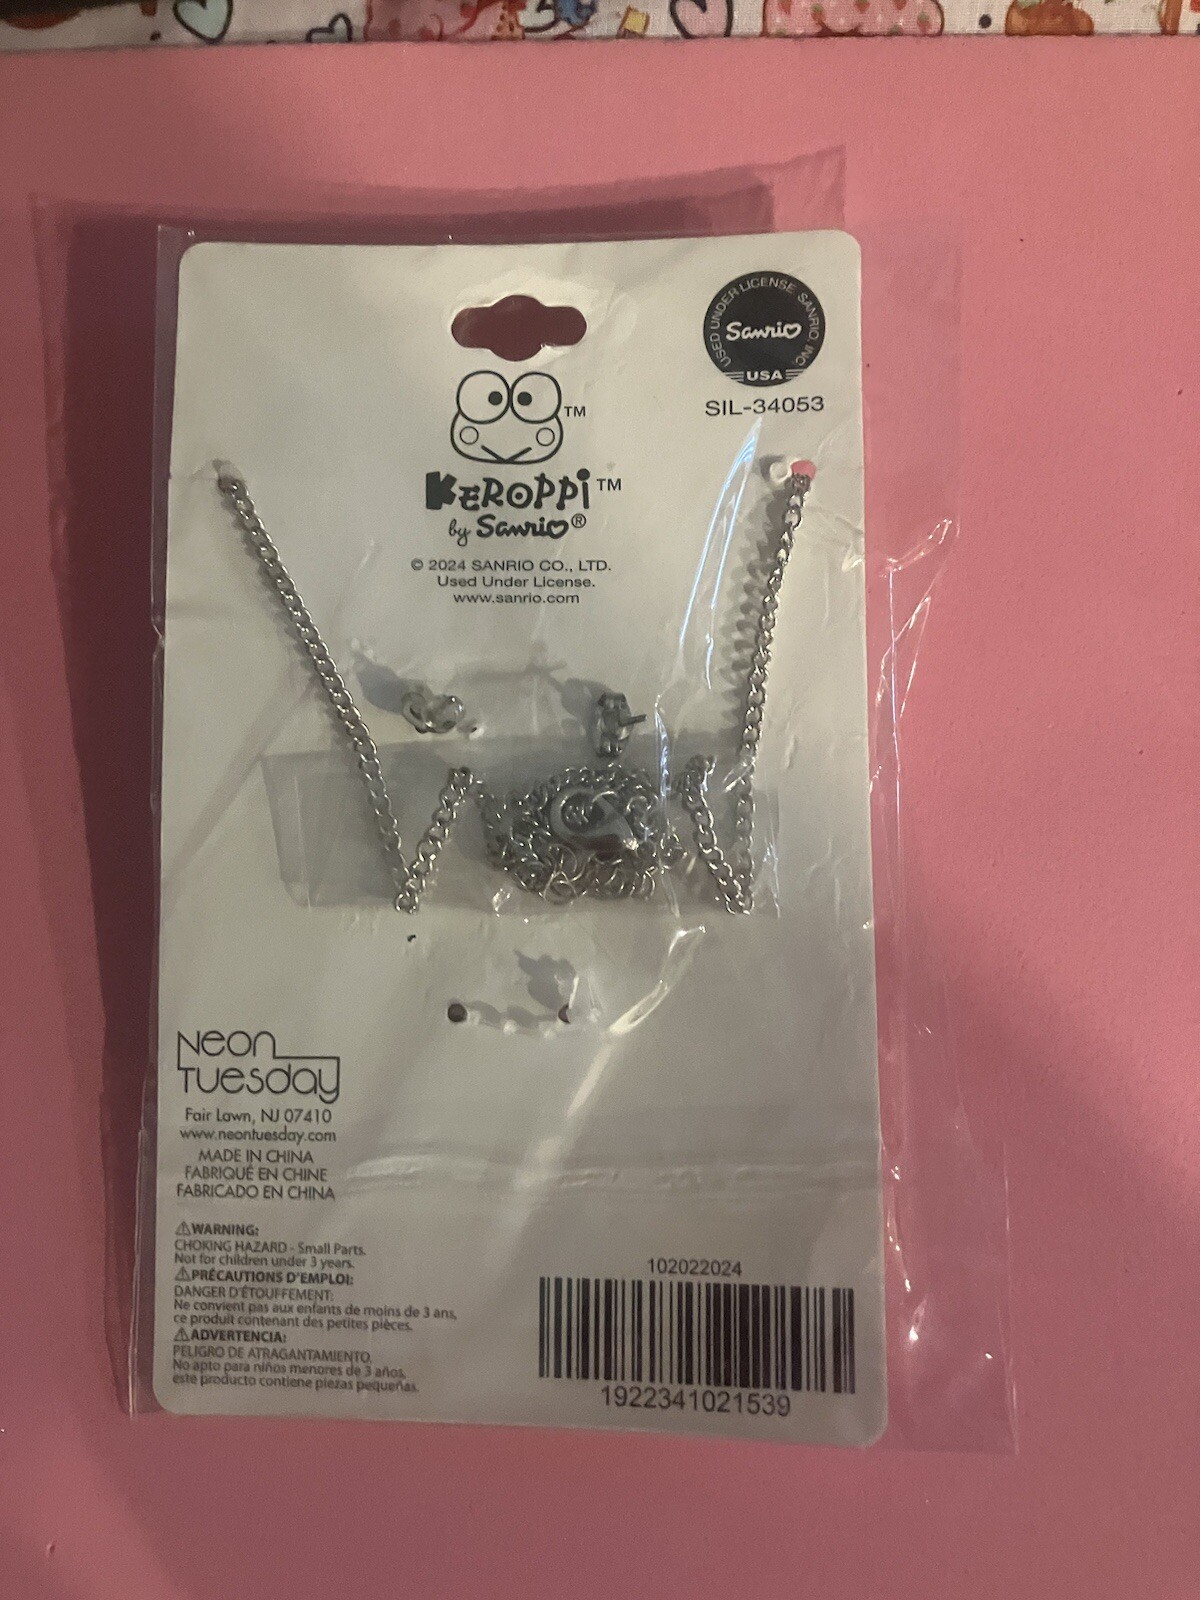 USED UNDER LICENSE SANRIO, INC.
Sanrio
USA
SIL-34053
TM
KEROPPi™
by Sanrio®
© 2024 SANRIO CO., LTD.
Used Under License.
www.sanrio.com
Neon
Tuesday
Fair Lawn, NJ 07410
www.neontuesday.com
MADE IN CHINA
FABRIQUÉ EN CHINE
FABRICADO EN CHINA
⚠WARNING:
CHOKING HAZARD - Small Parts.
Not for children under 3 years.
⚠PRÉCAUTIONS D'EMPLOI:
DANGER D'ÉTOUFFEMENT:
Ne convient pas aux enfants de moins de 3 ans,
ce produit contenant des petites pièces.
⚠ADVERTENCIA:
PELIGRO DE ATRAGANTAMIENTO.
No apto para niños menores de 3 años,
este producto contiene piezas pequeñas.
102022024
1922341021539